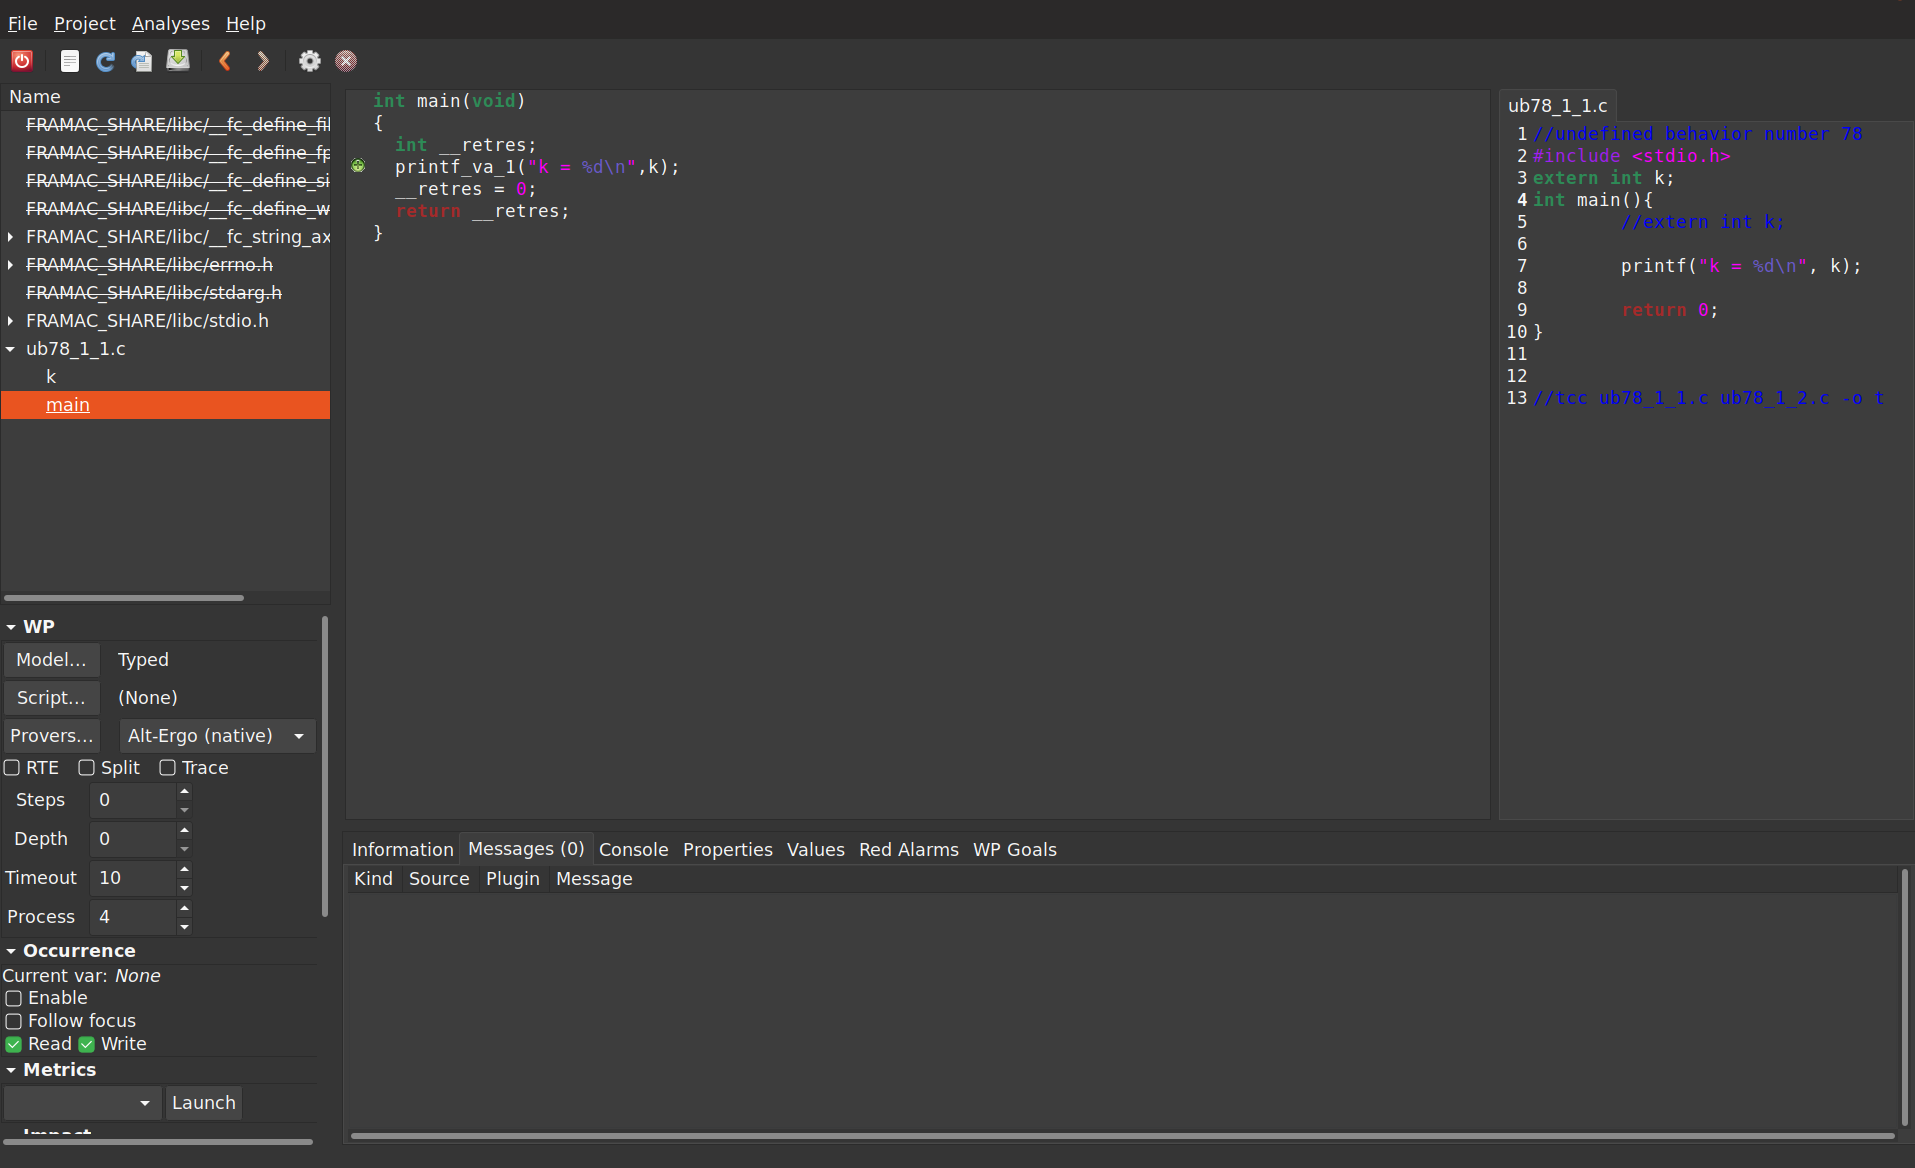 File Project Analyses Help
Name
FRAMAC_SHARE/libc/__fc_define_fil
FRAMAC_SHARE/libc/__fc_define_fp
FRAMAC_SHARE/libc/__fc_define_si
FRAMAC_SHARE/libc/__fc_define_w
FRAMAC_SHARE/libc/__fc_string_ax
FRAMAC_SHARE/libc/errno.h
FRAMAC_SHARE/libc/stdarg.h
FRAMAC_SHARE/libc/stdio.h
ub78_1_1.c
k
main
WP
Model... Typed
Script... (None)
Provers... Alt-Ergo (native)
RTE Split Trace
Steps 0
Depth 0
Timeout 10
Process 4
Occurrence
Current var: None
Enable
Follow focus
Read Write
Metrics
Launch
Impact
int main(void)
{
int __retres;
printf_va_1("k = %d\n",k);
__retres = 0;
return __retres;
}
ub78_1_1.c
1 //undefined behavior number 78
2 #include <stdio.h>
3 extern int k;
4 int main(){
5 //extern int k;
6
7 printf("k = %d\n", k);
8
9 return 0;
10 }
11
12
13 //tcc ub78_1_1.c ub78_1_2.c -o t
Information Messages (0) Console Properties Values Red Alarms WP Goals
Kind Source Plugin Message